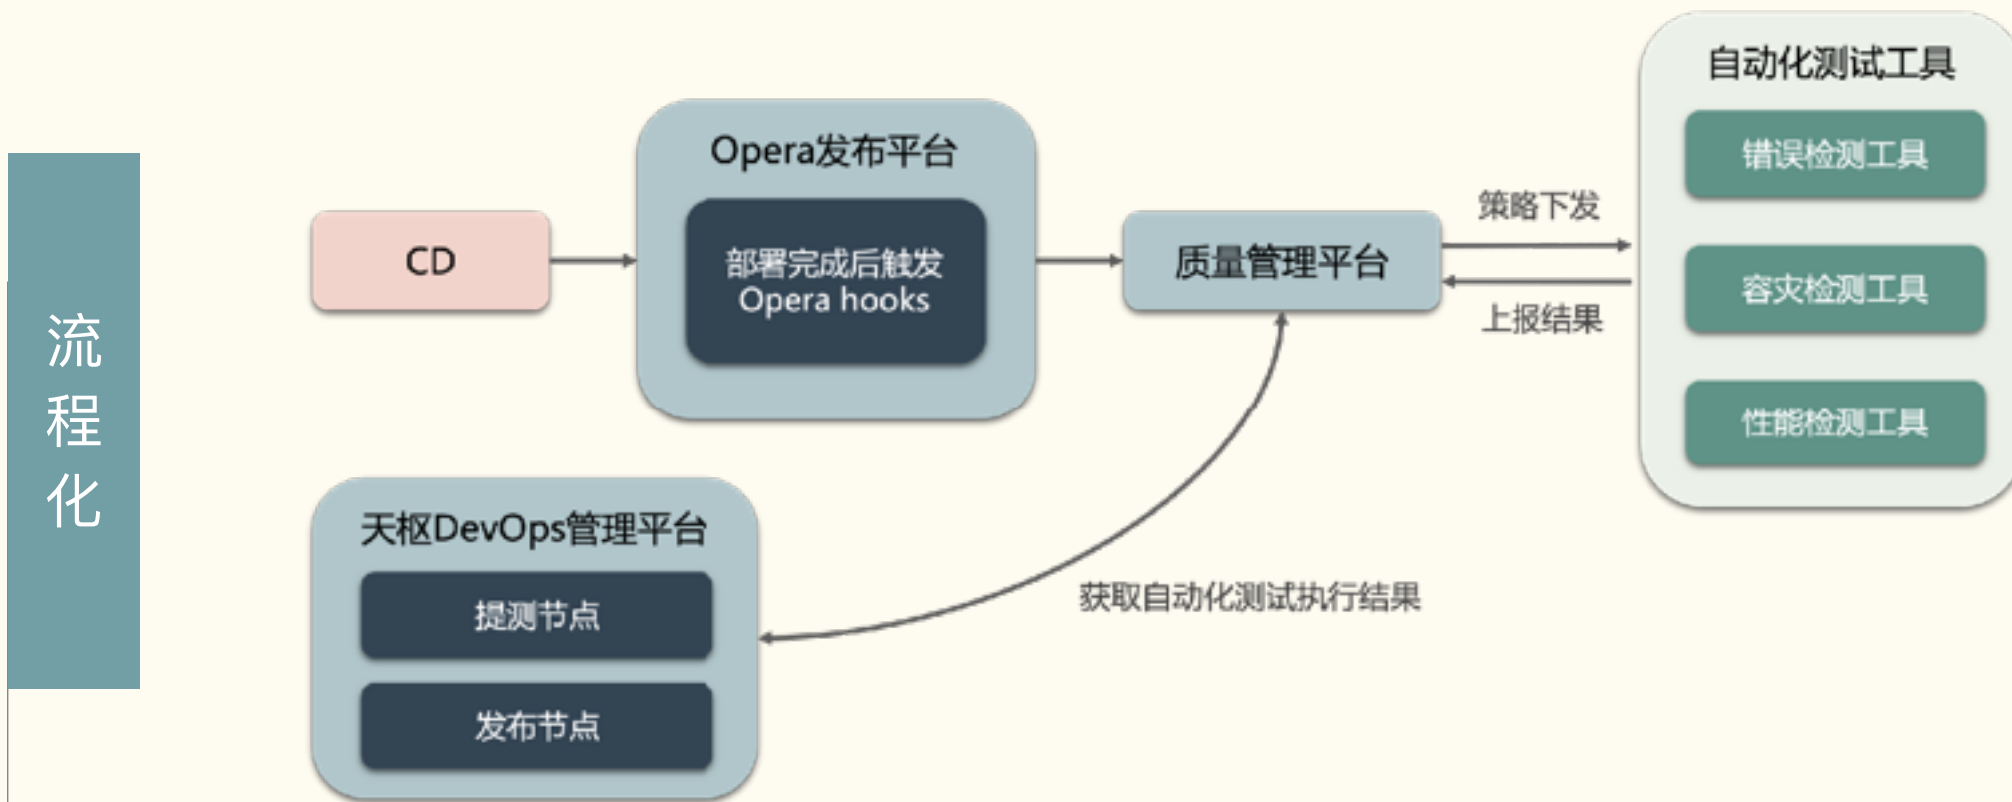 流程化
CD
Opera发布平台
部署完成后触发
Opera hooks
质量管理平台
策略下发
上报结果
自动化测试工具
错误检测工具
容灾检测工具
性能检测工具
天枢DevOps管理平台
提测节点
发布节点
获取自动化测试执行结果